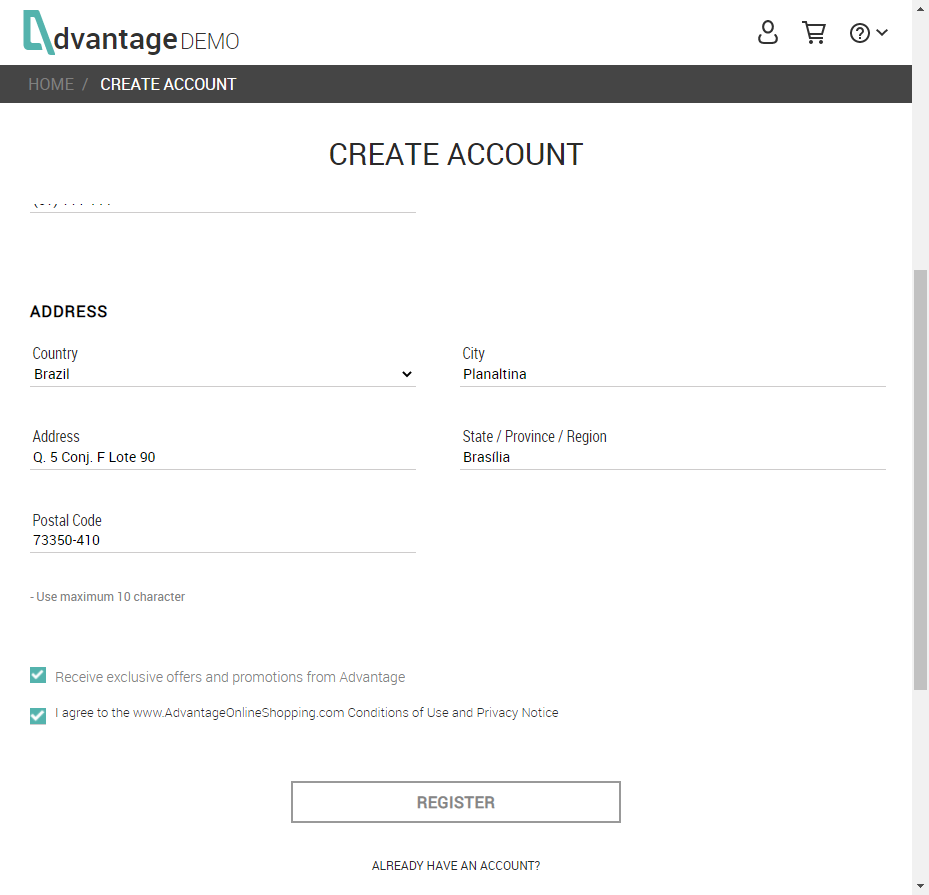 dvantage DEMO
HOME / CREATE ACCOUNT
CREATE ACCOUNT
ADDRESS
Country
Brazil
City
Planaltina
Address
Q. 5 Conj. F Lote 90
State / Province / Region
Brasília
Postal Code
73350-410
- Use maximum 10 character
Receive exclusive offers and promotions from Advantage
I agree to the www.AdvantageOnlineShopping.com Conditions of Use and Privacy Notice
REGISTER
ALREADY HAVE AN ACCOUNT?